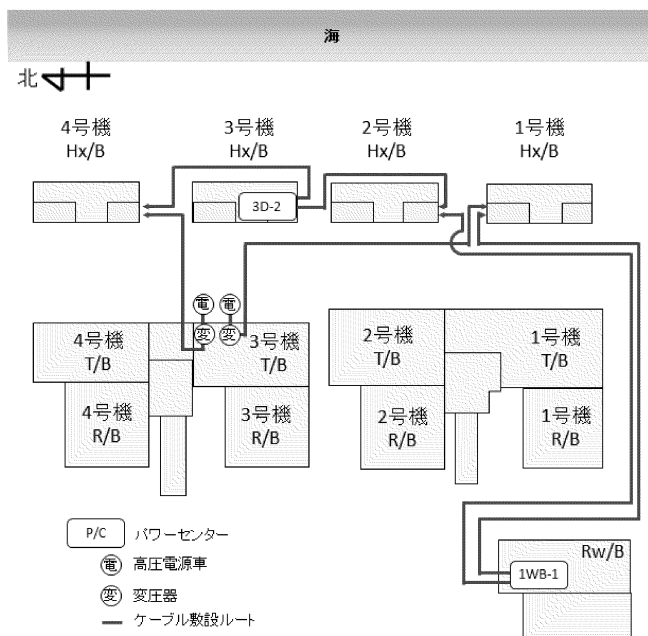 海
北
4号機
Hx/B
3号機
Hx/B
2号機
Hx/B
1号機
Hx/B
3D-2
電
電
変
変
4号機
T/B
3号機
T/B
2号機
T/B
1号機
T/B
4号機
R/B
3号機
R/B
2号機
R/B
1号機
R/B
P/C パワーセンター
電 高圧電源車
変 変圧器
ケーブル敷設ルート
Rw/B
1WB-1